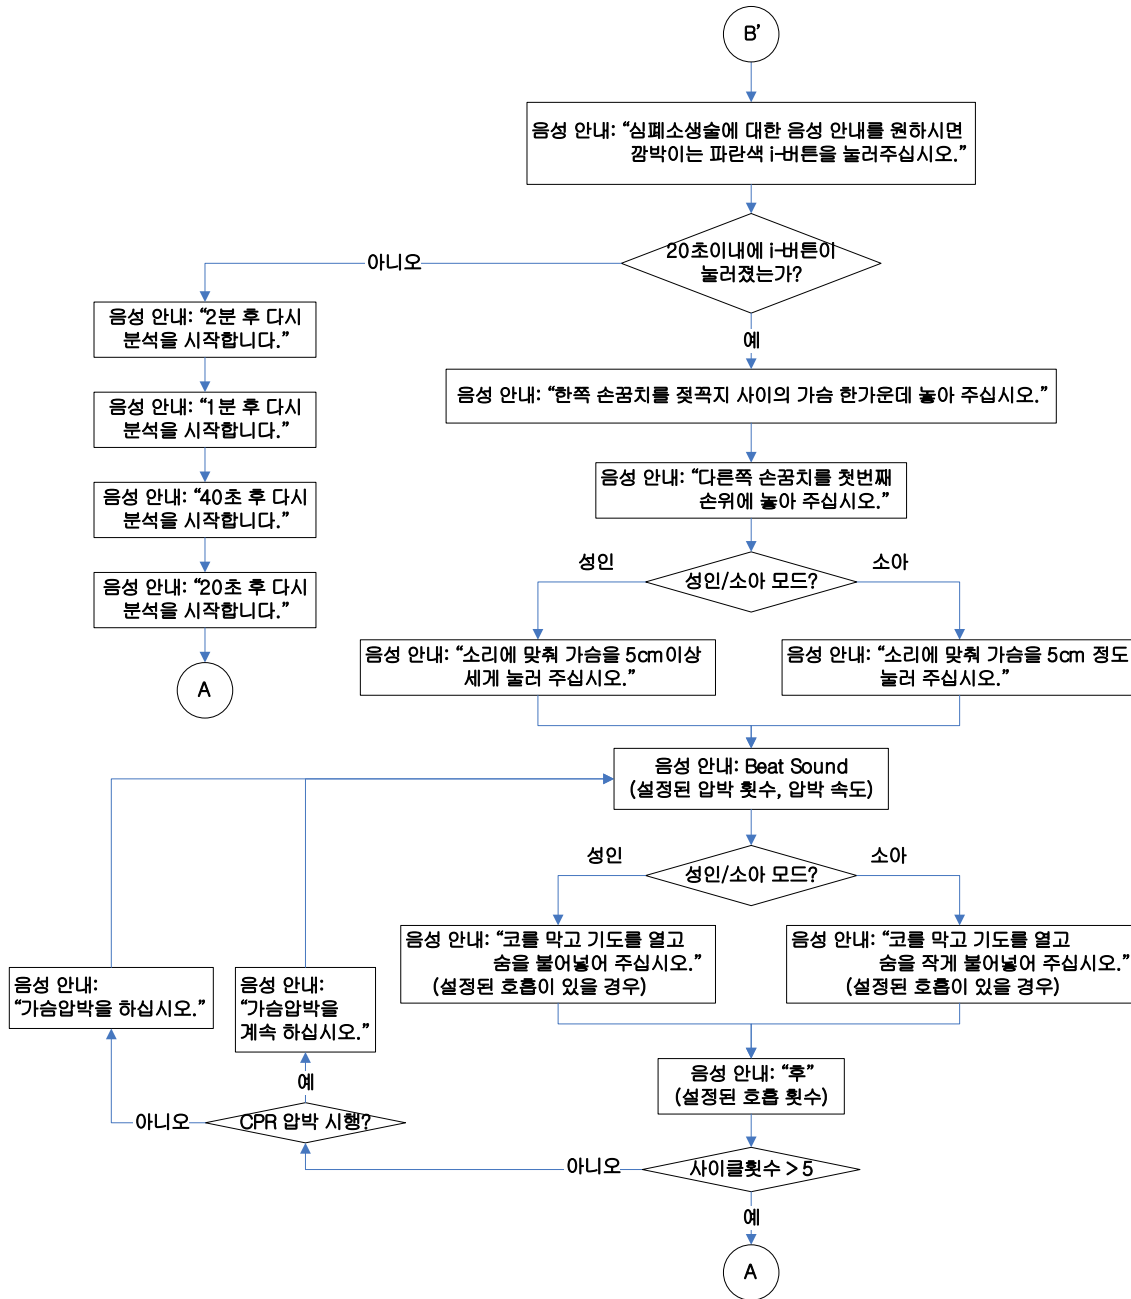 B’
음성 안내: “심폐소생술에 대한 음성 안내를 원하시면
깜박이는 파란색 i-버튼을 눌러주십시오.”
20초이내에 i-버튼이
눌러졌는가?
아니오
예
음성 안내: “2분 후 다시
분석을 시작합니다.”
음성 안내: “1분 후 다시
분석을 시작합니다.”
음성 안내: “40초 후 다시
분석을 시작합니다.”
음성 안내: “20초 후 다시
분석을 시작합니다.”
A
음성 안내: “한쪽 손꿈치를 젖꼭지 사이의 가슴 한가운데 놓아 주십시오.”
음성 안내: “다른쪽 손꿈치를 첫번째
손위에 놓아 주십시오.”
성인
성인/소아 모드?
소아
음성 안내: “소리에 맞춰 가슴을 5cm이상
세게 눌러 주십시오.”
음성 안내: “소리에 맞춰 가슴을 5cm 정도
눌러 주십시오.”
음성 안내: Beat Sound
(설정된 압박 횟수, 압박 속도)
성인
성인/소아 모드?
소아
음성 안내: “코를 막고 기도를 열고
숨을 불어넣어 주십시오.”
(설정된 호흡이 있을 경우)
음성 안내: “코를 막고 기도를 열고
숨을 작게 불어넣어 주십시오.”
(설정된 호흡이 있을 경우)
음성 안내:
“가슴압박을 하십시오.”
음성 안내:
“가슴압박을
계속 하십시오.”
음성 안내: “후”
(설정된 호흡 횟수)
예
아니오
CPR 압박 시행?
아니오
사이클횟수 > 5
예
A